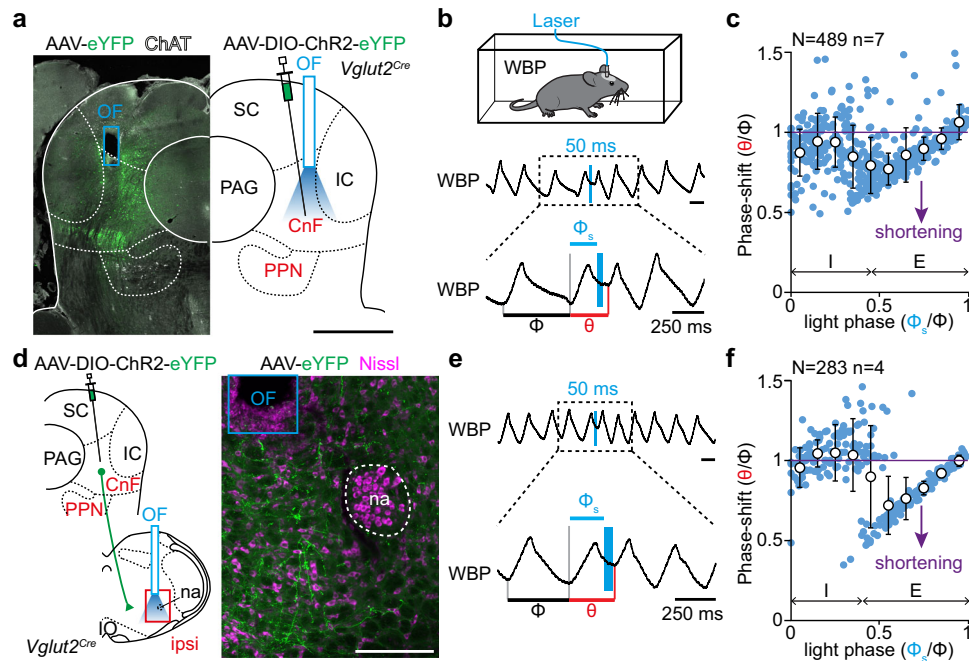 a
AAV-eYFP ChAT
AAV-DIO-ChR2-eYFP
OF
Vglut2Cre
OF
SC
PAG
IC
CnF
PPN
b
Laser
WBP
50 ms
WBP
Φs
WBP
Φ
θ
250 ms
c
N=489 n=7
Phase-shift (θ/Φ)
1.5
1
0.5
0
shortening
I
E
0
0.5
1
light phase (Φs/Φ)
d
AAV-DIO-ChR2-eYFP
SC
PAG
IC
CnF
PPN
OF
na
IO
ipsi
Vglut2Cre
AAV-eYFP Nissl
OF
na
e
50 ms
WBP
Φs
WBP
Φ
θ
250 ms
f
N=283 n=4
Phase-shift (θ/Φ)
1.5
1
0.5
0
shortening
I
E
0
0.5
1
light phase (Φs/Φ)